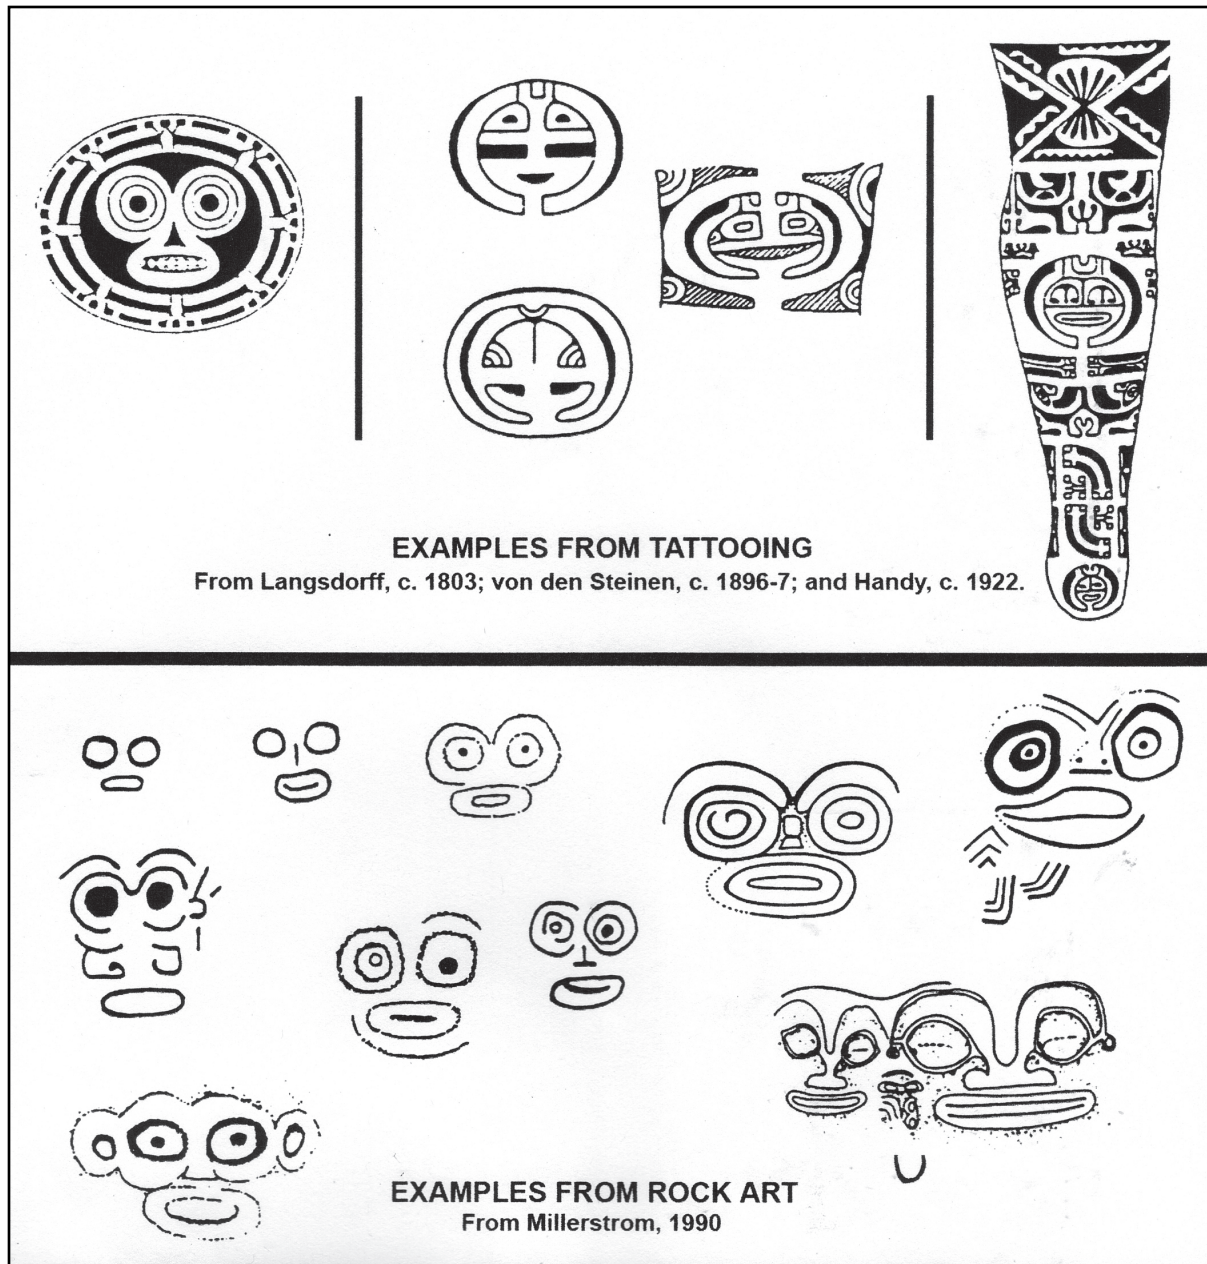 EXAMPLES FROM TATTOOING
From Langsdorff, c. 1803; von den Steinen, c. 1896-7; and Handy, c. 1922.
EXAMPLES FROM ROCK ART
From Millerstrom, 1990